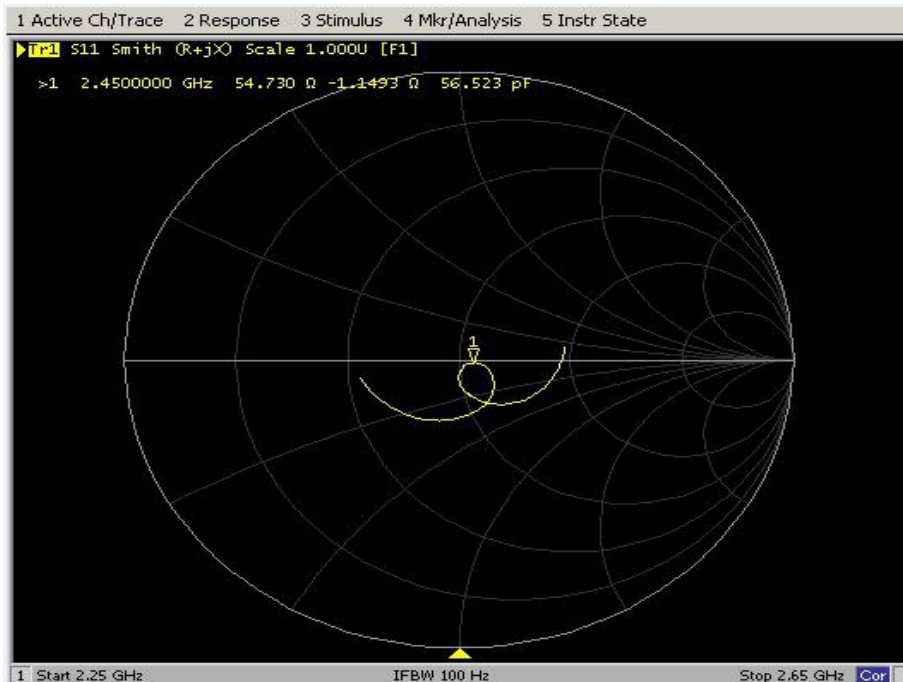 1 Active Ch/Trace 2 Response 3 Stimulus 4 Mkr/Analysis 5 Instr State
Tr1 S11 Smith (R+jX) Scale 1.000U [F1]
>1 2.4500000 GHz 54.730 Ω -1.1493 Ω 56.523 pF
1
1 Start 2.25 GHz IFBW 100 Hz Stop 2.65 GHz Cor